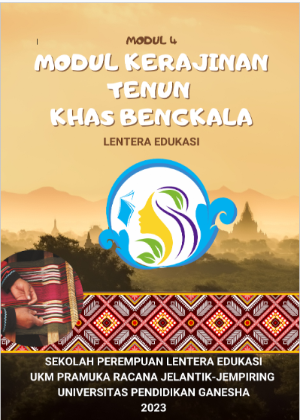 MODUL 4
MODUL KERAJINAN
TENUN
KHAS BENGKALA
LENTERA EDUKASI
SEKOLAH PEREMPUAN LENTERA EDUKASI
UKM PRAMUKA RACANA JELANTIK-JEMPIRING
UNIVERSITAS PENDIDIKAN GANESHA
2023